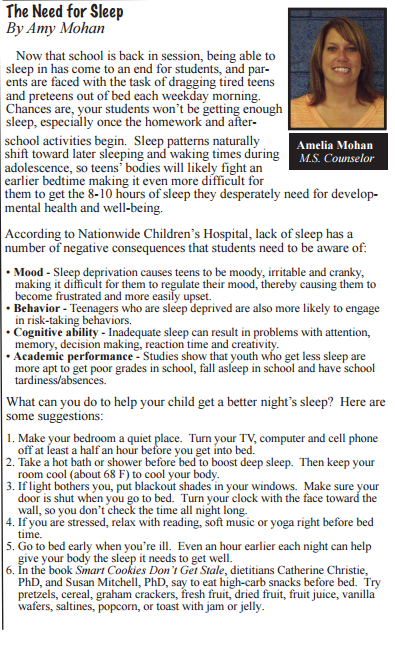 The Need for Sleep
By Amy Mohan
Now that school is back in session, being able to
sleep in has come to an end for students, and par-
ents are faced with the task of dragging tired teens
and preteens out of bed each weekday morning.
Chances are, your students won't be getting enough
sleep, especially once the homework and after-
school activities begin. Sleep patterns naturally
shift toward later sleeping and waking times during
adolescence, so teens' bodies will likely fight an
earlier bedtime making it even more difficult for
them to get the 8-10 hours of sleep they desperately need for develop-
mental health and well-being.
Amelia Mohan
M.S. Counselor
According to Nationwide Children's Hospital, lack of sleep has a
number of negative consequences that students need to be aware of:
• Mood - Sleep deprivation causes teens to be moody, irritable and cranky,
making it difficult for them to regulate their mood, thereby causing them to
become frustrated and more easily upset.
• Behavior - Teenagers who are sleep deprived are also more likely to engage
in risk-taking behaviors.
• Cognitive ability - Inadequate sleep can result in problems with attention,
memory, decision making, reaction time and creativity.
• Academic performance - Studies show that youth who get less sleep are
more apt to get poor grades in school, fall asleep in school and have school
tardiness/absences.
What can you do to help your child get a better night's sleep? Here are
some suggestions:
1. Make your bedroom a quiet place. Turn your TV, computer and cell phone
off at least a half an hour before you get into bed.
2. Take a hot bath or shower before bed to boost deep sleep. Then keep your
room cool (about 68 F) to cool your body.
3. If light bothers you, put blackout shades in your windows. Make sure your
door is shut when you go to bed. Turn your clock with the face toward the
wall, so you don't check the time all night long.
4. If you are stressed, relax with reading, soft music or yoga right before bed
time.
5. Go to bed early when you're ill. Even an hour earlier each night can help
give your body the sleep it needs to get well.
6. In the book Smart Cookies Don't Get Stale, dietitians Catherine Christie,
PhD, and Susan Mitchell, PhD, say to eat high-carb snacks before bed. Try
pretzels, cereal, graham crackers, fresh fruit, dried fruit, fruit juice, vanilla
wafers, saltines, popcorn, or toast with jam or jelly.